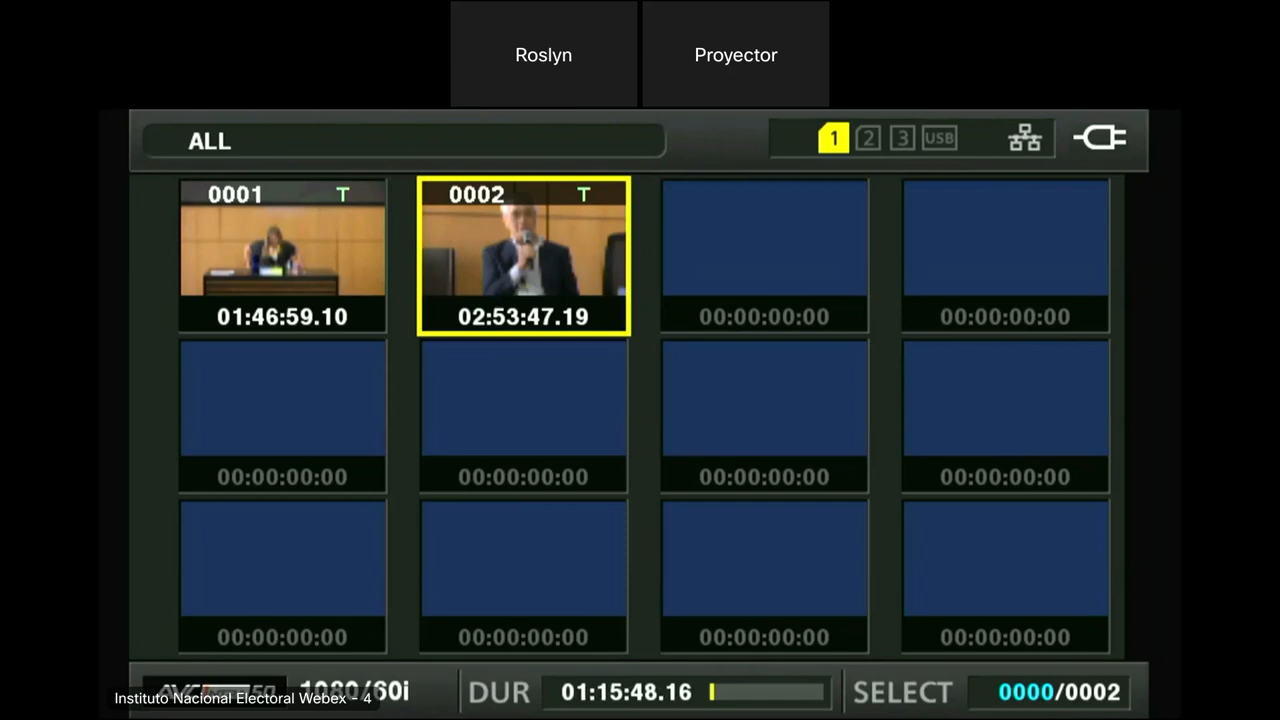 Roslyn Proyector
ALL 1 2 3 USB
0001 T 0002 T
01:46:59.10 02:53:47.19 00:00:00:00 00:00:00:00
00:00:00:00 00:00:00:00 00:00:00:00 00:00:00:00
00:00:00:00 00:00:00:00 00:00:00:00 00:00:00:00
1080/60i DUR 01:15:48.16 SELECT 0000/0002
Instituto Nacional Electoral Webex - 4